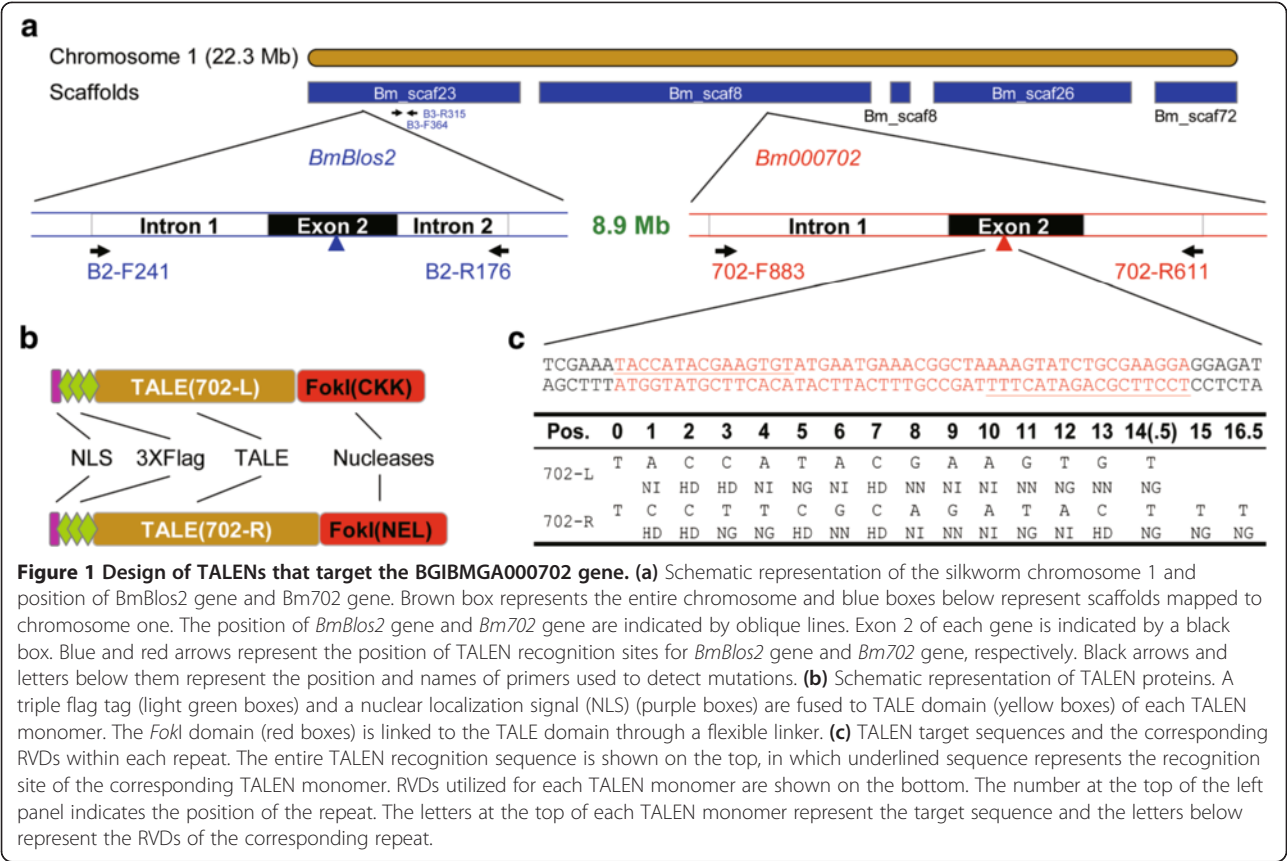 a
Chromosome 1 (22.3 Mb)
Scaffolds
Bm_scaf23
Bm_scaf8
Bm_scaf8
Bm_scaf26
Bm_scaf72
B3-R315
B3-F364
BmBlos2
Bm000702
Intron 1
Exon 2
Intron 2
8.9 Mb
Intron 1
Exon 2
B2-F241
B2-R176
702-F883
702-R611
b
TALE(702-L)
FokI(CKK)
NLS 3XFlag TALE Nucleases
TALE(702-R)
FokI(NEL)
c
TCGAAATACCATACGAAGTGTATGAATGAAACGGCTAAAAGTATCTGCGAAGGAGGAGAT
AGCTTTATGGTATGCTTCACATACTTACTTTGCCGATTTTCATAGACGCTTCCTCCTCTA
Pos. 0 1 2 3 4 5 6 7 8 9 10 11 12 13 14(.5) 15 16.5
702-L
T A C C A T A C G A A G T G T
NI HD HD NI NG NI HD NN NI NI NN NG NN NG
702-R
T C C T T C G C A G A T A C T T T
HD HD NG NG HD NN HD NI NN NI NG NI HD NG NG NG
Figure 1 Design of TALENs that target the BGIBMGA000702 gene. (a) Schematic representation of the silkworm chromosome 1 and
position of BmBlos2 gene and Bm702 gene. Brown box represents the entire chromosome and blue boxes below represent scaffolds mapped to
chromosome one. The position of BmBlos2 gene and Bm702 gene are indicated by oblique lines. Exon 2 of each gene is indicated by a black
box. Blue and red arrows represent the position of TALEN recognition sites for BmBlos2 gene and Bm702 gene, respectively. Black arrows and
letters below them represent the position and names of primers used to detect mutations. (b) Schematic representation of TALEN proteins. A
triple flag tag (light green boxes) and a nuclear localization signal (NLS) (purple boxes) are fused to TALE domain (yellow boxes) of each TALEN
monomer. The FokI domain (red boxes) is linked to the TALE domain through a flexible linker. (c) TALEN target sequences and the corresponding
RVDs within each repeat. The entire TALEN recognition sequence is shown on the top, in which underlined sequence represents the recognition
site of the corresponding TALEN monomer. RVDs utilized for each TALEN monomer are shown on the bottom. The number at the top of the left
panel indicates the position of the repeat. The letters at the top of each TALEN monomer represent the target sequence and the letters below
represent the RVDs of the corresponding repeat.